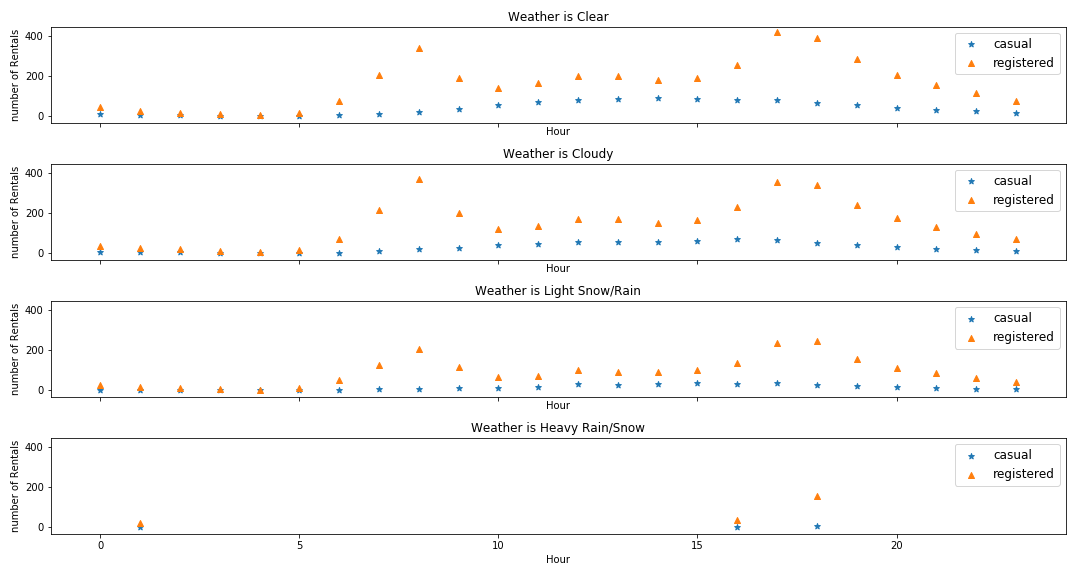 Weather is Clear
number of Rentals
400
200
0
casual
registered
Hour
Weather is Cloudy
number of Rentals
400
200
0
casual
registered
Hour
Weather is Light Snow/Rain
number of Rentals
400
200
0
casual
registered
Hour
Weather is Heavy Rain/Snow
number of Rentals
400
200
0
casual
registered
0 5 10 15 20
Hour